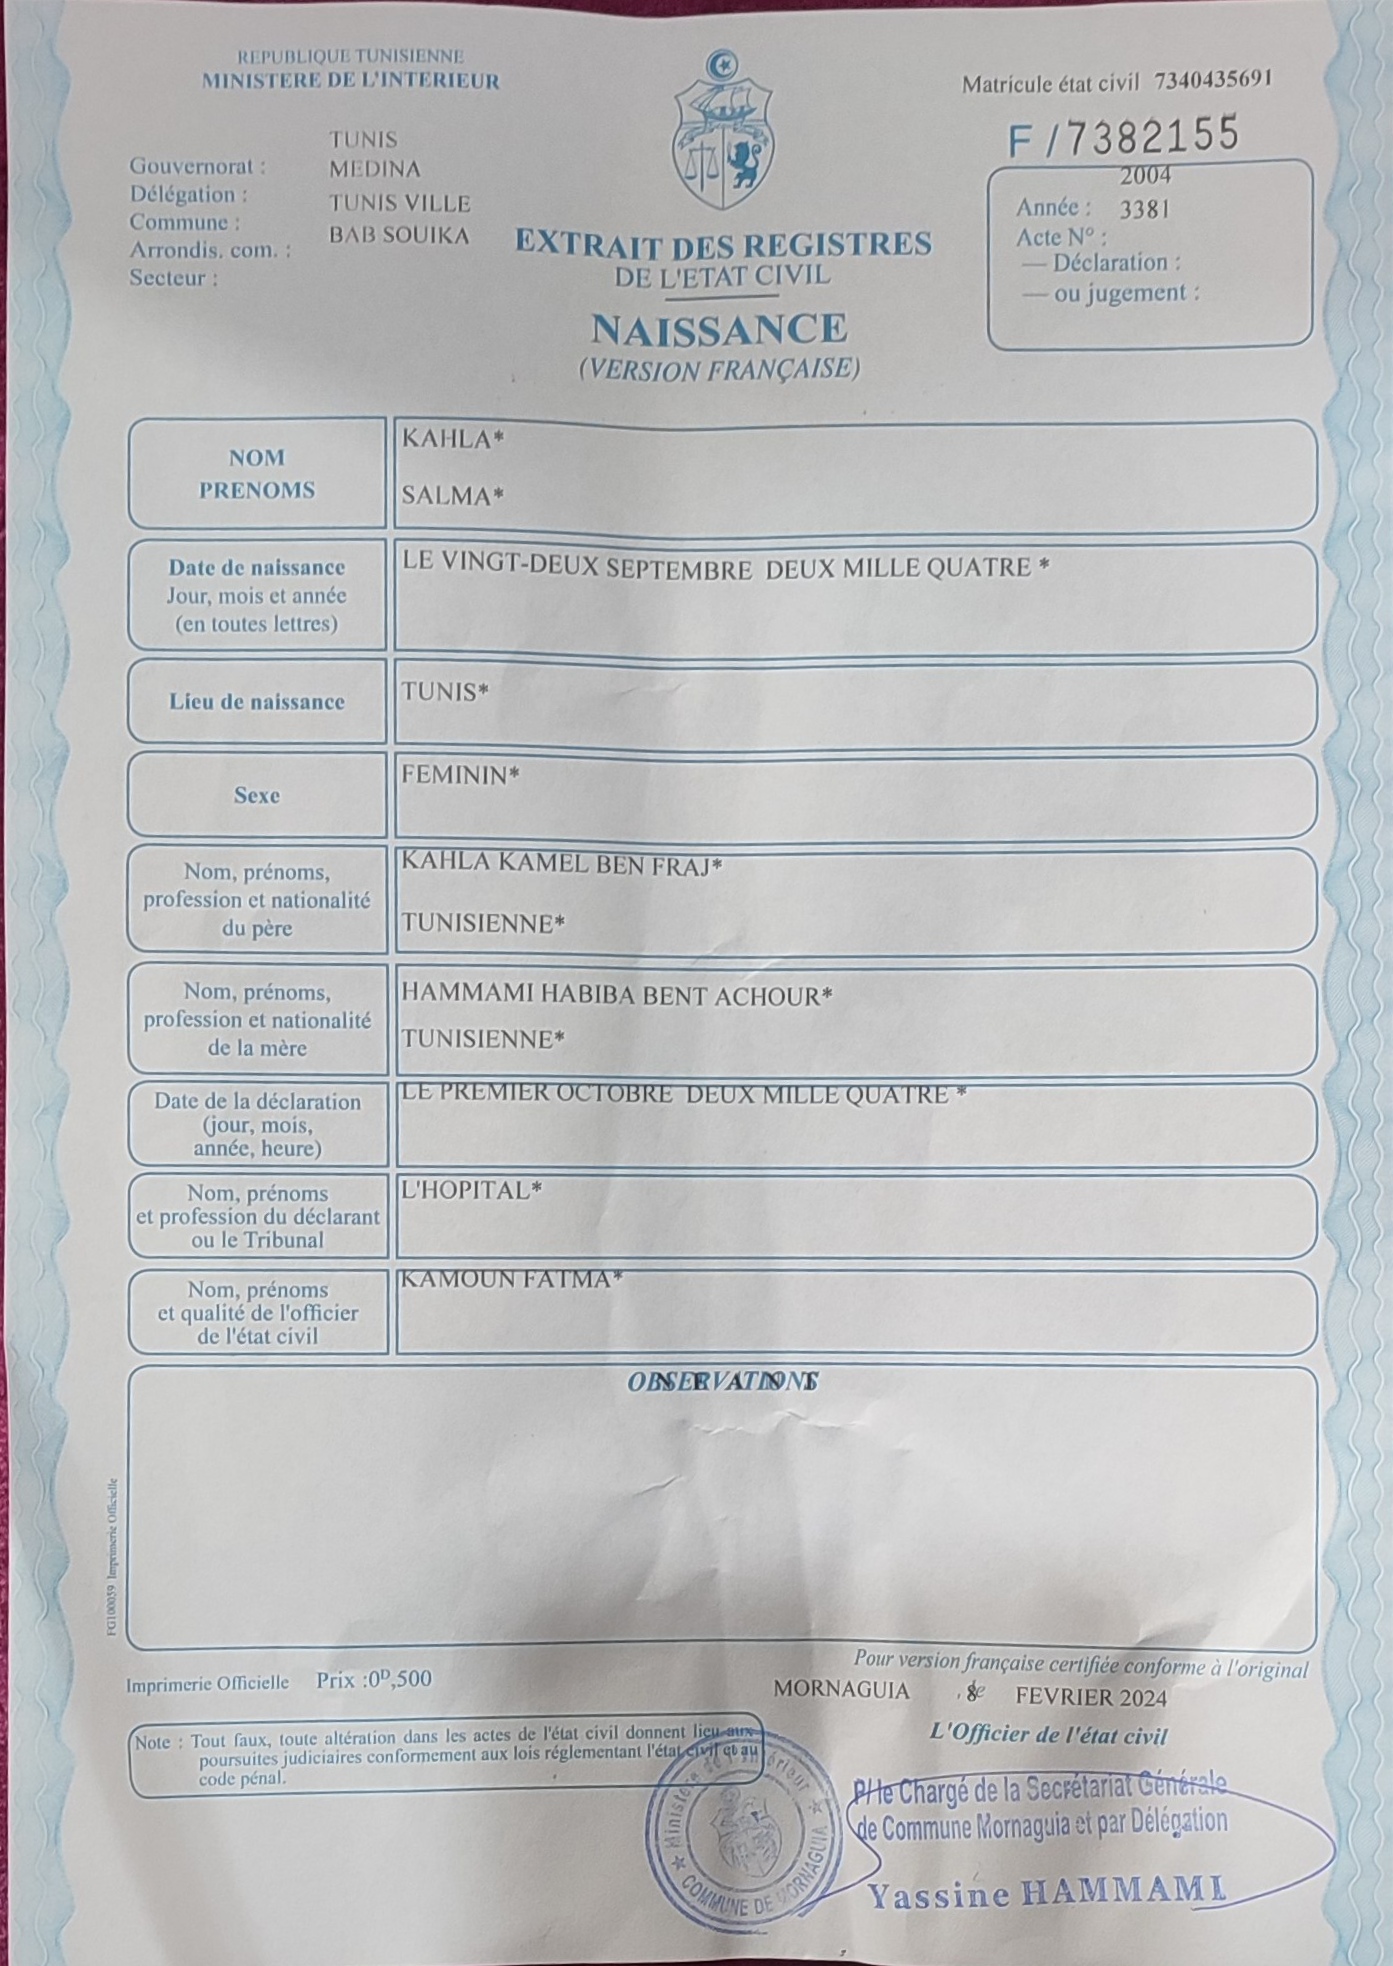 REPUBLIQUE TUNISIENNE
MINISTERE DE L'INTERIEUR
Matricule état civil 7340435691
F /7382155
TUNIS
Gouvernorat : MEDINA
Délégation : TUNIS VILLE
Commune : BAB SOUIKA
Arrondis. com. :
Secteur :
2004
Année : 3381
Acte N° :
— Déclaration :
— ou jugement :
EXTRAIT DES REGISTRES
DE L'ETAT CIVIL
NAISSANCE
(VERSION FRANÇAISE)
NOM
PRENOMS
KAHLA*
SALMA*
Date de naissance
Jour, mois et année
(en toutes lettres)
LE VINGT-DEUX SEPTEMBRE DEUX MILLE QUATRE *
Lieu de naissance
TUNIS*
Sexe
FEMININ*
Nom, prénoms,
profession et nationalité
du père
KAHLA KAMEL BEN FRAJ*
TUNISIENNE*
Nom, prénoms,
profession et nationalité
de la mère
HAMMAMI HABIBA BENT ACHOUR*
TUNISIENNE*
Date de la déclaration
(jour, mois,
année, heure)
LE PREMIER OCTOBRE DEUX MILLE QUATRE *
Nom, prénoms
et profession du déclarant
ou le Tribunal
L'HOPITAL*
Nom, prénoms
et qualité de l'officier
de l'état civil
KAMOUN FATMA*
OBSERVATIONS
FG100059 Imprimerie Officielle
Imprimerie Officielle Prix :0D,500
Pour version française certifiée conforme à l'original
MORNAGUIA , FEVRIER 2024
L'Officier de l'état civil
Note : Tout faux, toute altération dans les actes de l'état civil donnent lieu aux
poursuites judiciaires conformement aux lois réglementant l'état civil et au
code pénal.
Ministère de l'Intérieur
COMMUNE DE MORNAGUIA
P/ le Chargé de la Secrétariat Générale
de Commune Mornaguia et par Délégation
Yassine HAMMAMI